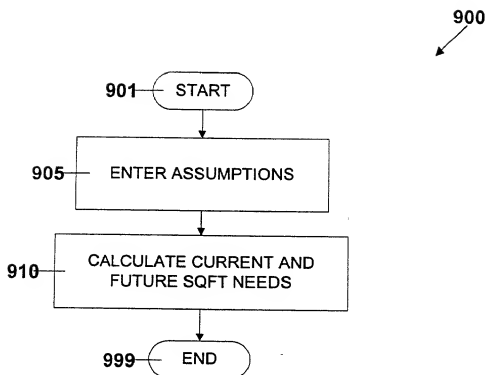 900
901 START
905 ENTER ASSUMPTIONS
910 CALCULATE CURRENT AND
FUTURE SQFT NEEDS
999 END